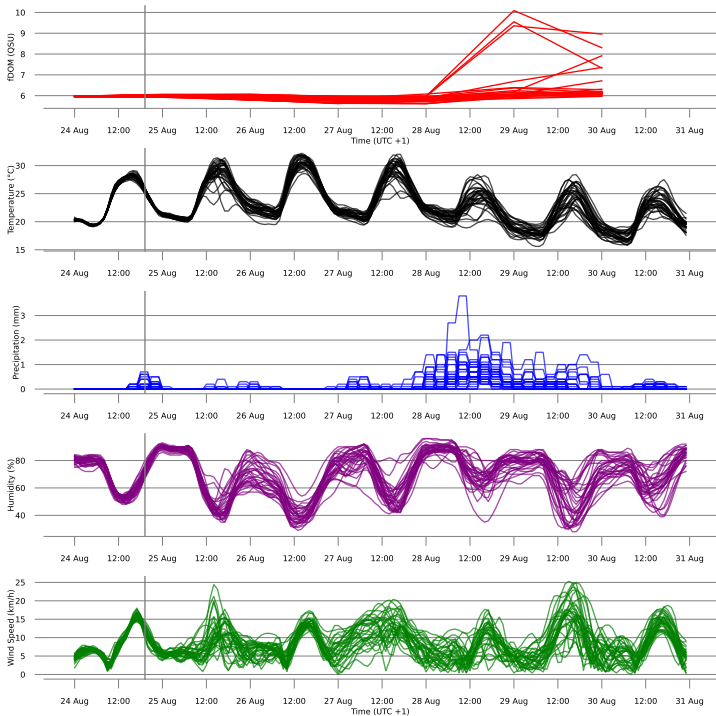 10
9
8
7
6
fDOM (QSU)
24 Aug 12:00 25 Aug 12:00 26 Aug 12:00 27 Aug 12:00 28 Aug 12:00 29 Aug 12:00 30 Aug 12:00 31 Aug
Time (UTC +1)
30
25
20
15
Temperature (°C)
24 Aug 12:00 25 Aug 12:00 26 Aug 12:00 27 Aug 12:00 28 Aug 12:00 29 Aug 12:00 30 Aug 12:00 31 Aug
3
2
1
0
Precipitation (mm)
24 Aug 12:00 25 Aug 12:00 26 Aug 12:00 27 Aug 12:00 28 Aug 12:00 29 Aug 12:00 30 Aug 12:00 31 Aug
80
60
40
Humidity (%)
24 Aug 12:00 25 Aug 12:00 26 Aug 12:00 27 Aug 12:00 28 Aug 12:00 29 Aug 12:00 30 Aug 12:00 31 Aug
25
20
15
10
5
0
Wind Speed (km/h)
24 Aug 12:00 25 Aug 12:00 26 Aug 12:00 27 Aug 12:00 28 Aug 12:00 29 Aug 12:00 30 Aug 12:00 31 Aug
Time (UTC +1)